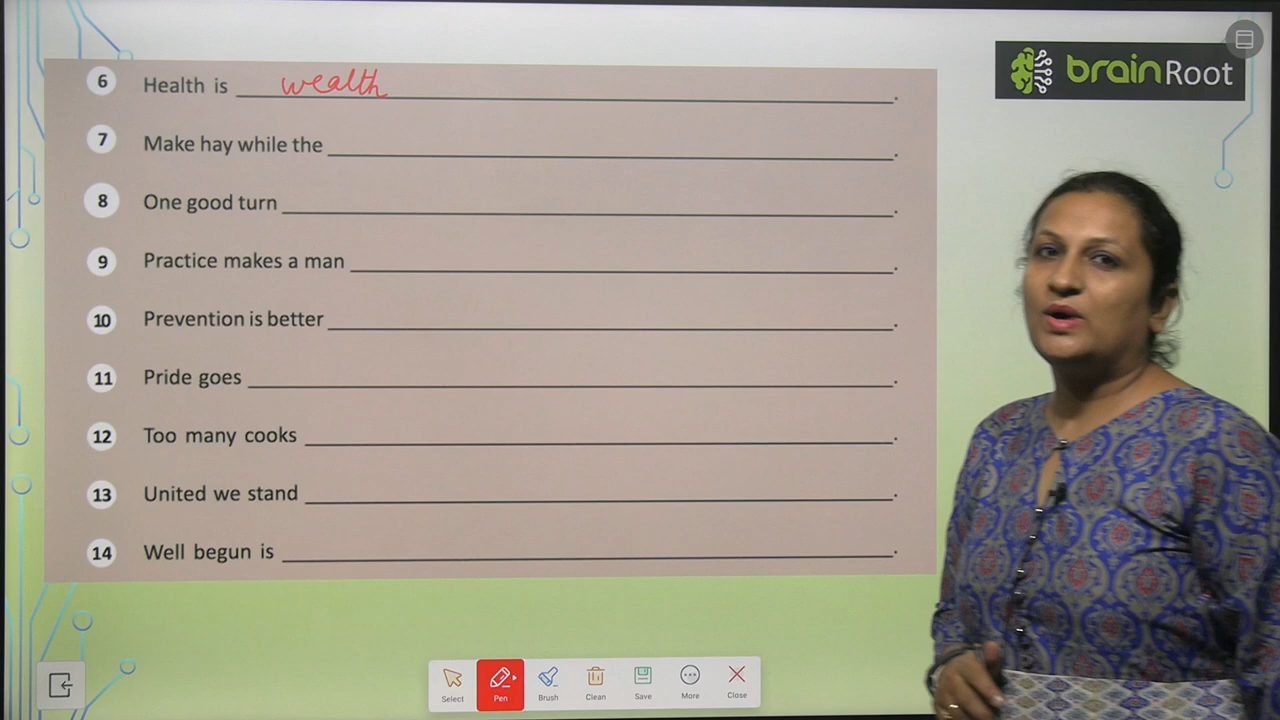 brainRoot
6 Health is wealth.
7 Make hay while the .
8 One good turn .
9 Practice makes a man .
10 Prevention is better .
11 Pride goes .
12 Too many cooks .
13 United we stand .
14 Well begun is .
Select Pen Brush Clean Save More Close